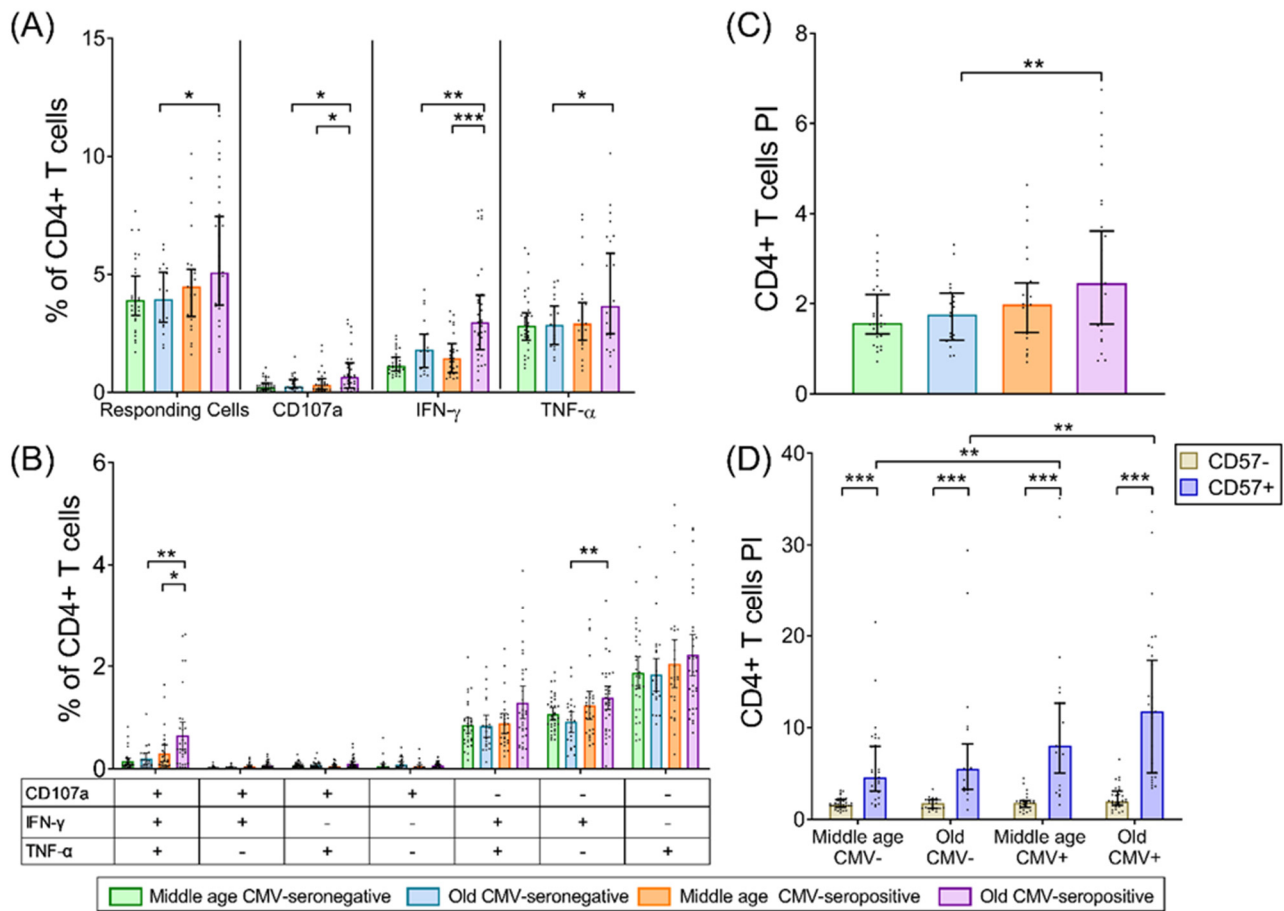 (A)
15
10
5
0
% of CD4+ T cells
* * * ** *** *
Responding Cells CD107a IFN-γ TNF-α
(C)
8
6
4
2
0
CD4+ T cells PI
**
(B)
6
4
2
0
% of CD4+ T cells
** * **
CD107a + + + + - - -
IFN-γ + + - - + + -
TNF-α + - + - + - +
(D)
40
30
20
10
0
CD4+ T cells PI
**
**
*** *** *** ***
CD57-
CD57+
Middle age Old Middle age Old
CMV- CMV- CMV+ CMV+
Middle age CMV-seronegative Old CMV-seronegative Middle age CMV-seropositive Old CMV-seropositive